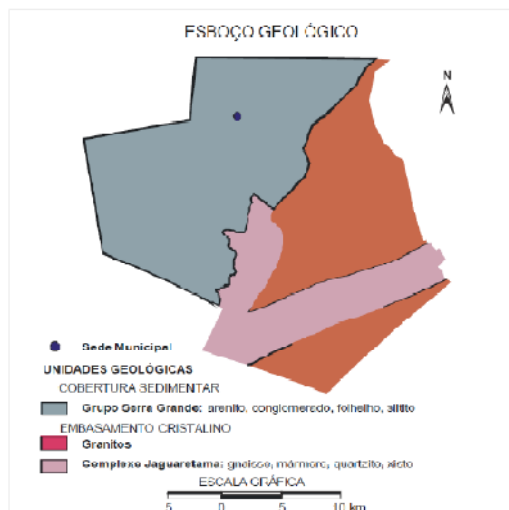 ESBOÇO GEOLÓGICO
N
Sede Municipal
UNIDADES GEOLÓGICAS
COBERTURA SEDIMENTAR
Grupo Serra Grande: arenito, conglomerado, folhelho, siltito
EMBASAMENTO CRISTALINO
Granitos
Complexo Jaguaretama: gnaisse, mármore, quartzito, xisto
ESCALA GRÁFICA
5 0 5 10 km